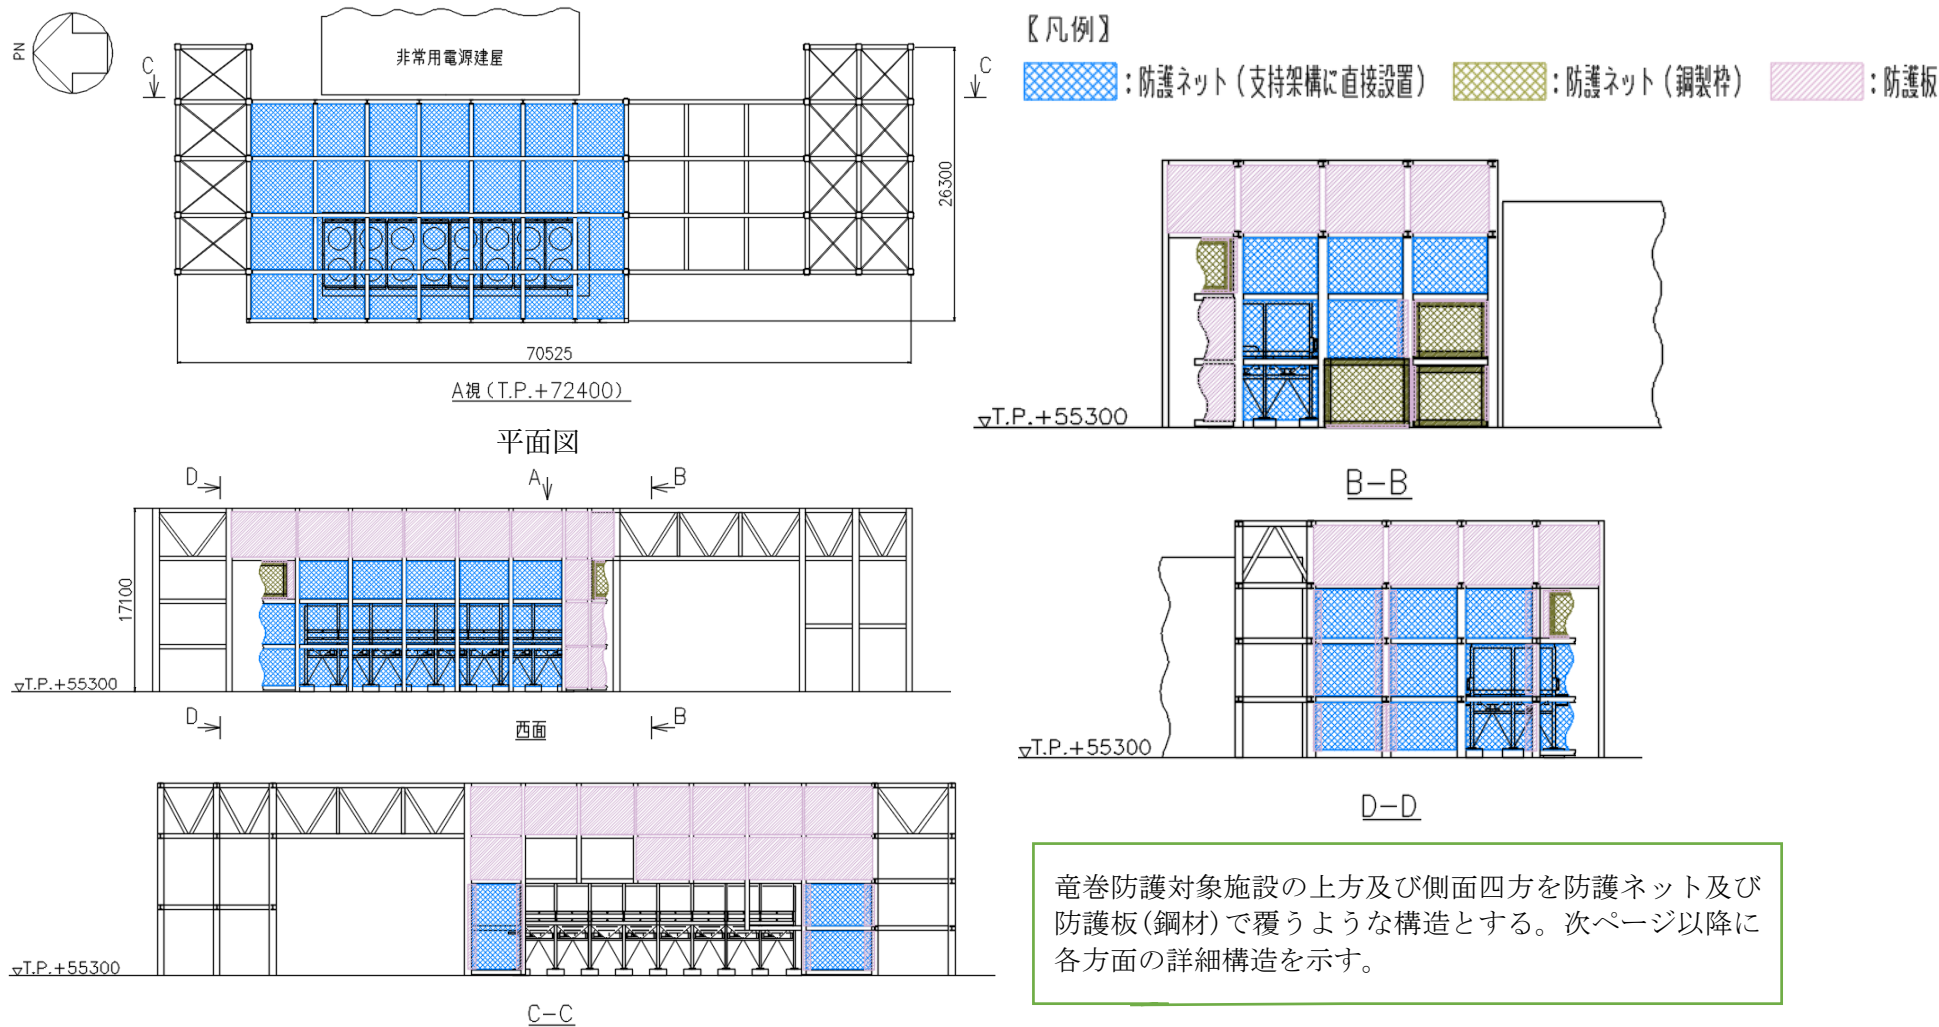 PN
非常用電源建屋
C
C
26300
70525
A視(T.P.+72400)
平面図
【凡例】
:防護ネット(支持架構に直接設置)
:防護ネット(鋼製枠)
:防護板
▽T.P.+55300
B-B
D
A
B
17100
▽T.P.+55300
D
西面
B
▽T.P.+55300
D-D
▽T.P.+55300
C-C
竜巻防護対象施設の上方及び側面四方を防護ネット及び
防護板(鋼材)で覆うような構造とする。次ページ以降に
各方面の詳細構造を示す。